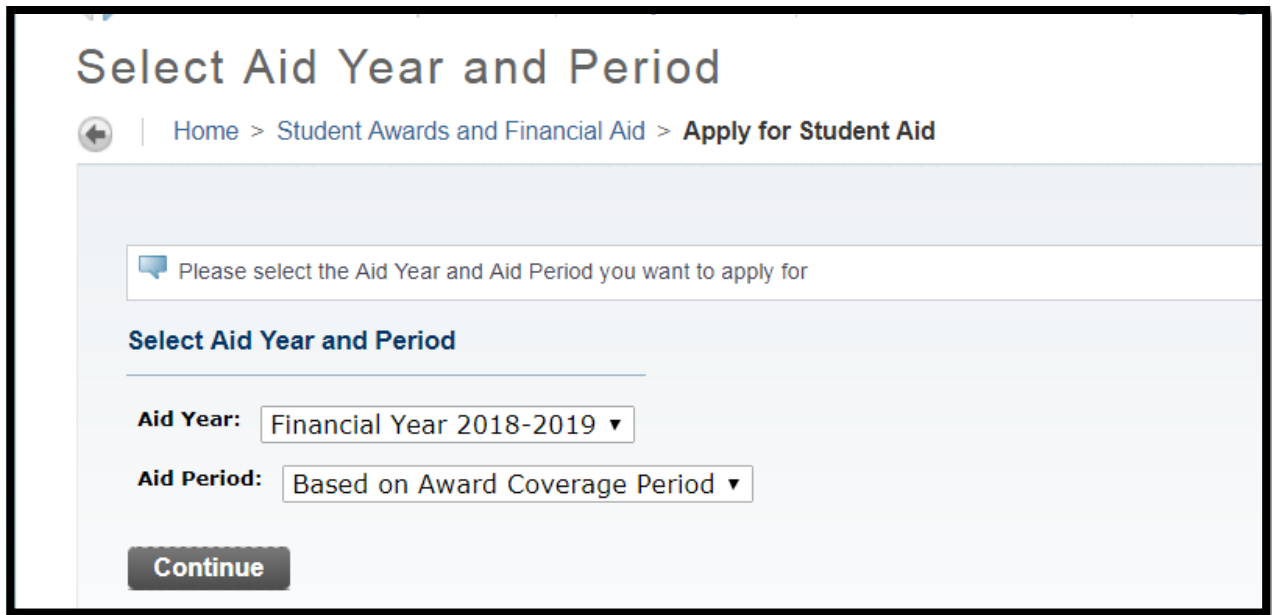 Select Aid Year and Period
Home > Student Awards and Financial Aid > Apply for Student Aid
Please select the Aid Year and Aid Period you want to apply for
Select Aid Year and Period
Aid Year: Financial Year 2018-2019 ▼
Aid Period: Based on Award Coverage Period ▼
Continue